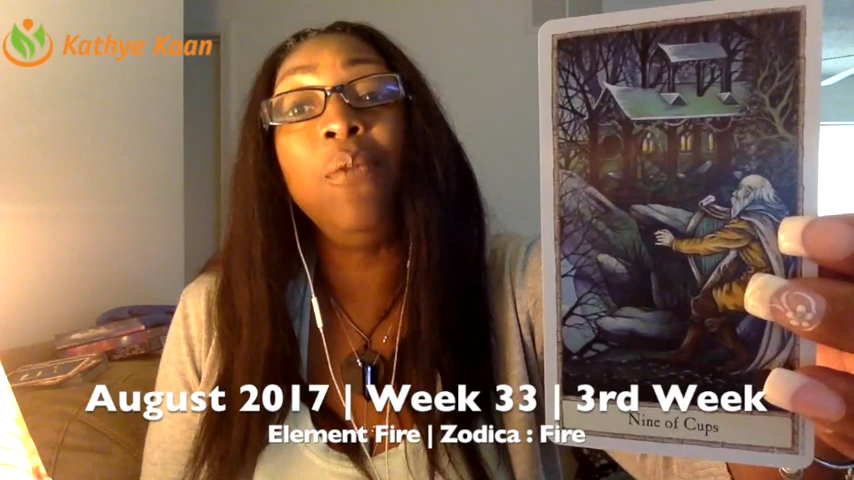 Kathye Kaan
August 2017 | Week 33 | 3rd Week
Element Fire | Zodica : Fire
Nine of Cups